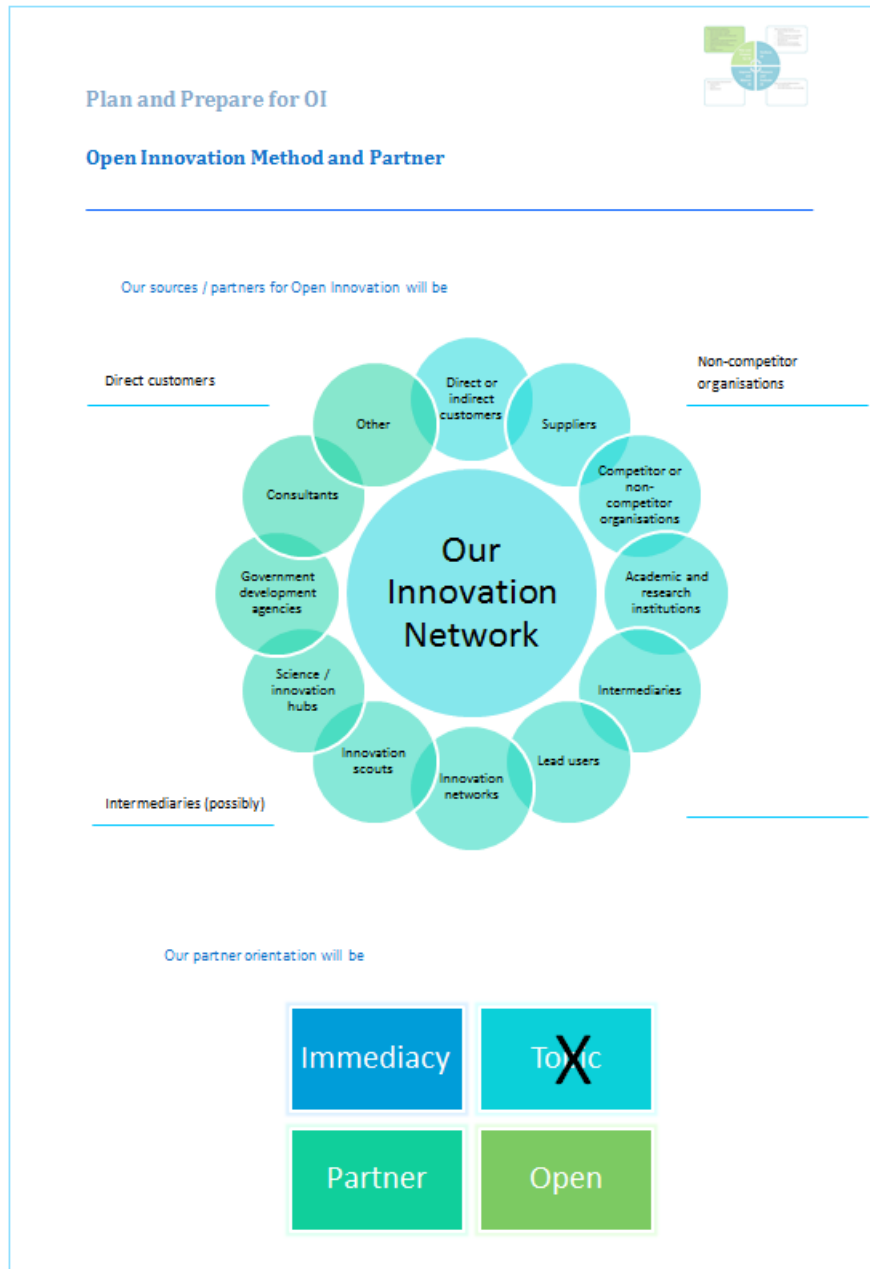 Plan and Prepare for OI
Open Innovation Method and Partner
Our sources / partners for Open Innovation will be
Direct customers
Non-competitor
organisations
Direct or
indirect
customers
Suppliers
Competitor or
non-
competitor
organisations
Academic and
research
institutions
Intermediaries
Lead users
Innovation
networks
Innovation
scouts
Science /
innovation
hubs
Government
development
agencies
Consultants
Other
Our
Innovation
Network
Intermediaries (possibly)
Our partner orientation will be
Immediacy
Topic
X
Partner
Open